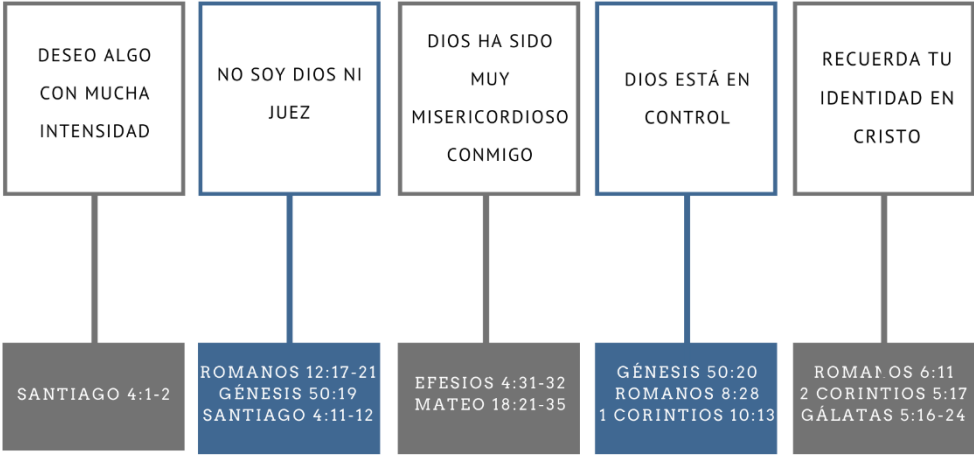 DESEO ALGO
CON MUCHA
INTENSIDAD
NO SOY DIOS NI
JUEZ
DIOS HA SIDO
MUY
MISERICORDIOSO
CONMIGO
DIOS ESTÁ EN
CONTROL
RECUERDA TU
IDENTIDAD EN
CRISTO
SANTIAGO 4:1-2
ROMANOS 12:17-21
GÉNESIS 50:19
SANTIAGO 4:11-12
EFESIOS 4:31-32
MATEO 18:21-35
GÉNESIS 50:20
ROMANOS 8:28
1 CORINTIOS 10:13
ROMANOS 6:11
2 CORINTIOS 5:17
GÁLATAS 5:16-24